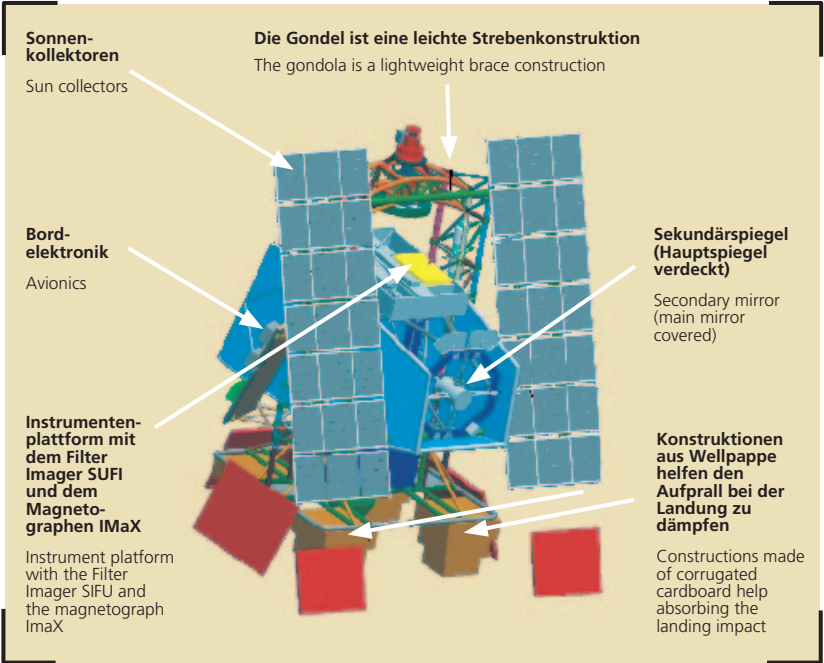 Sonnen-
kollektoren
Sun collectors
Die Gondel ist eine leichte Strebenkonstruktion
The gondola is a lightweight brace construction
Bord-
elektronik
Avionics
Sekundärspiegel
(Hauptspiegel
verdeckt)
Secondary mirror
(main mirror
covered)
Instrumenten-
plattform mit
dem Filter
Imager SUFI
und dem
Magneto-
graphen IMaX
Instrument platform
with the Filter
Imager SIFU and
the magnetograph
ImaX
Konstruktionen
aus Wellpappe
helfen den
Aufprall bei der
Landung zu
dämpfen
Constructions made
of corrugated
cardboard help
absorbing the
landing impact